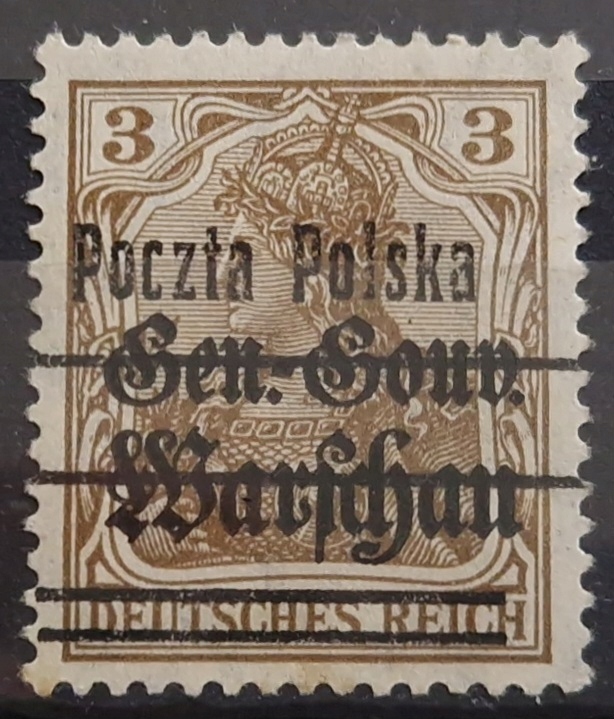 3 3
Poczta Polska
Gen.-Gouv.
Warschau
DEUTSCHES REICH